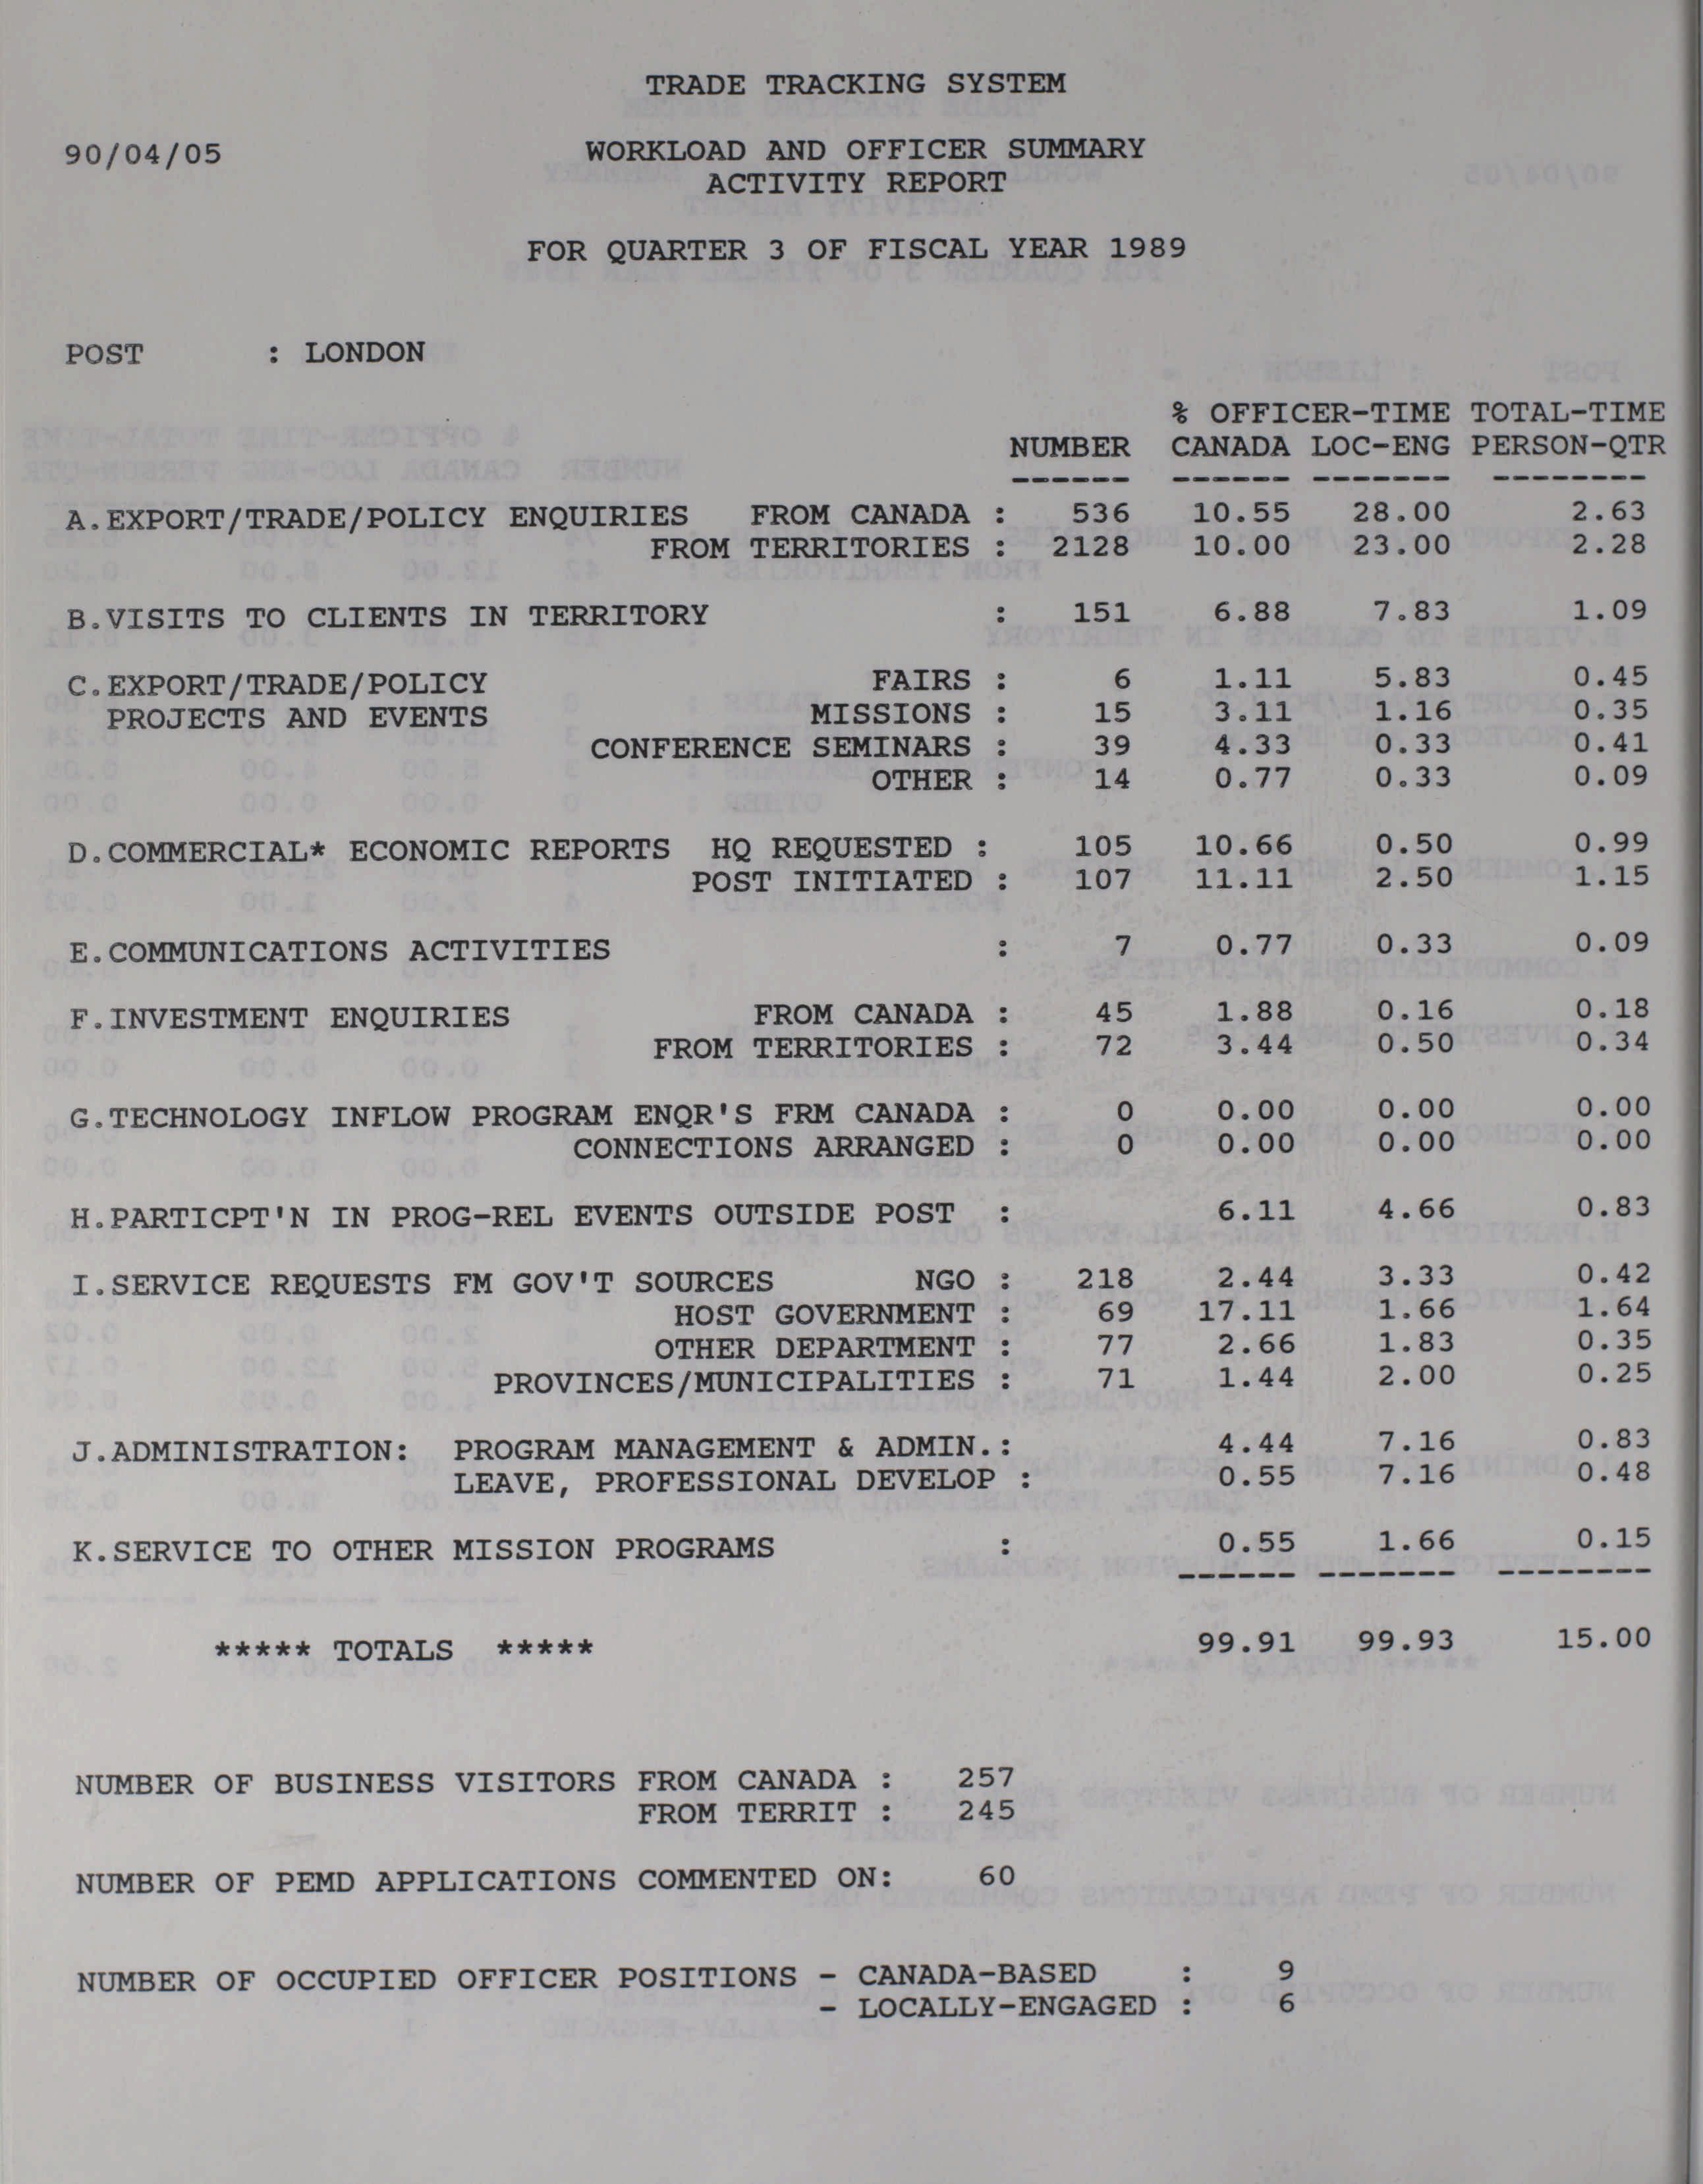 TRADE TRACKING SYSTEM
90/04/05 WORKLOAD AND OFFICER SUMMARY
ACTIVITY REPORT
FOR QUARTER 3 OF FISCAL YEAR 1989
POST : LONDON
% OFFICER-TIME TOTAL-TIME
NUMBER CANADA LOC-ENG PERSON-QTR
------ ------ ------- --------
A.EXPORT/TRADE/POLICY ENQUIRIES FROM CANADA : 536 10.55 28.00 2.63
FROM TERRITORIES : 2128 10.00 23.00 2.28
B.VISITS TO CLIENTS IN TERRITORY : 151 6.88 7.83 1.09
C.EXPORT/TRADE/POLICY FAIRS : 6 1.11 5.83 0.45
PROJECTS AND EVENTS MISSIONS : 15 3.11 1.16 0.35
CONFERENCE SEMINARS : 39 4.33 0.33 0.41
OTHER : 14 0.77 0.33 0.09
D.COMMERCIAL* ECONOMIC REPORTS HQ REQUESTED : 105 10.66 0.50 0.99
POST INITIATED : 107 11.11 2.50 1.15
E.COMMUNICATIONS ACTIVITIES : 7 0.77 0.33 0.09
F.INVESTMENT ENQUIRIES FROM CANADA : 45 1.88 0.16 0.18
FROM TERRITORIES : 72 3.44 0.50 0.34
G.TECHNOLOGY INFLOW PROGRAM ENQR'S FRM CANADA : 0 0.00 0.00 0.00
CONNECTIONS ARRANGED : 0 0.00 0.00 0.00
H.PARTICPT'N IN PROG-REL EVENTS OUTSIDE POST : 6.11 4.66 0.83
I.SERVICE REQUESTS FM GOV'T SOURCES NGO : 218 2.44 3.33 0.42
HOST GOVERNMENT : 69 17.11 1.66 1.64
OTHER DEPARTMENT : 77 2.66 1.83 0.35
PROVINCES/MUNICIPALITIES : 71 1.44 2.00 0.25
J.ADMINISTRATION: PROGRAM MANAGEMENT & ADMIN.: 4.44 7.16 0.83
LEAVE, PROFESSIONAL DEVELOP : 0.55 7.16 0.48
K.SERVICE TO OTHER MISSION PROGRAMS : 0.55 1.66 0.15
------ ------- --------
***** TOTALS ***** 99.91 99.93 15.00
NUMBER OF BUSINESS VISITORS FROM CANADA : 257
FROM TERRIT : 245
NUMBER OF PEMD APPLICATIONS COMMENTED ON: 60
NUMBER OF OCCUPIED OFFICER POSITIONS - CANADA-BASED : 9
- LOCALLY-ENGAGED : 6